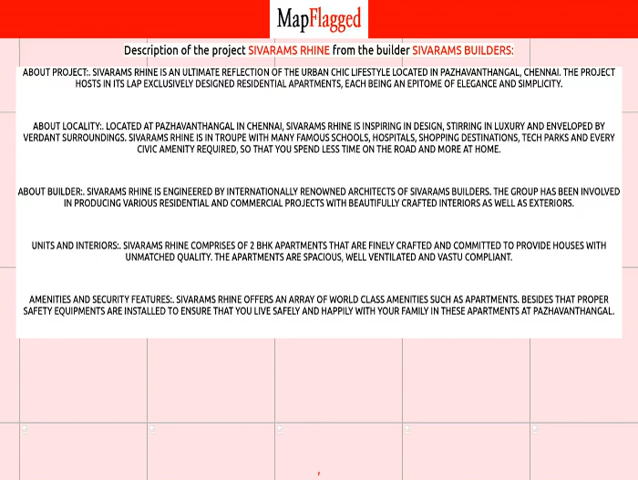 MapFlagged
Description of the project SIVARAMS RHINE from the builder SIVARAMS BUILDERS:
ABOUT PROJECT:. SIVARAMS RHINE IS AN ULTIMATE REFLECTION OF THE URBAN CHIC LIFESTYLE LOCATED IN PAZHAVANTHANGAL, CHENNAI. THE PROJECT
HOSTS IN ITS LAP EXCLUSIVELY DESIGNED RESIDENTIAL APARTMENTS, EACH BEING AN EPITOME OF ELEGANCE AND SIMPLICITY.
ABOUT LOCALITY:. LOCATED AT PAZHAVANTHANGAL IN CHENNAI, SIVARAMS RHINE IS INSPIRING IN DESIGN, STIRRING IN LUXURY AND ENVELOPED BY
VERDANT SURROUNDINGS. SIVARAMS RHINE IS IN TROUPE WITH MANY FAMOUS SCHOOLS, HOSPITALS, SHOPPING DESTINATIONS, TECH PARKS AND EVERY
CIVIC AMENITY REQUIRED, SO THAT YOU SPEND LESS TIME ON THE ROAD AND MORE AT HOME.
ABOUT BUILDER:. SIVARAMS RHINE IS ENGINEERED BY INTERNATIONALLY RENOWNED ARCHITECTS OF SIVARAMS BUILDERS. THE GROUP HAS BEEN INVOLVED
IN PRODUCING VARIOUS RESIDENTIAL AND COMMERCIAL PROJECTS WITH BEAUTIFULLY CRAFTED INTERIORS AS WELL AS EXTERIORS.
UNITS AND INTERIORS:. SIVARAMS RHINE COMPRISES OF 2 BHK APARTMENTS THAT ARE FINELY CRAFTED AND COMMITTED TO PROVIDE HOUSES WITH
UNMATCHED QUALITY. THE APARTMENTS ARE SPACIOUS, WELL VENTILATED AND VASTU COMPLIANT.
AMENITIES AND SECURITY FEATURES:. SIVARAMS RHINE OFFERS AN ARRAY OF WORLD CLASS AMENITIES SUCH AS APARTMENTS. BESIDES THAT PROPER
SAFETY EQUIPMENTS ARE INSTALLED TO ENSURE THAT YOU LIVE SAFELY AND HAPPILY WITH YOUR FAMILY IN THESE APARTMENTS AT PAZHAVANTHANGAL.
,